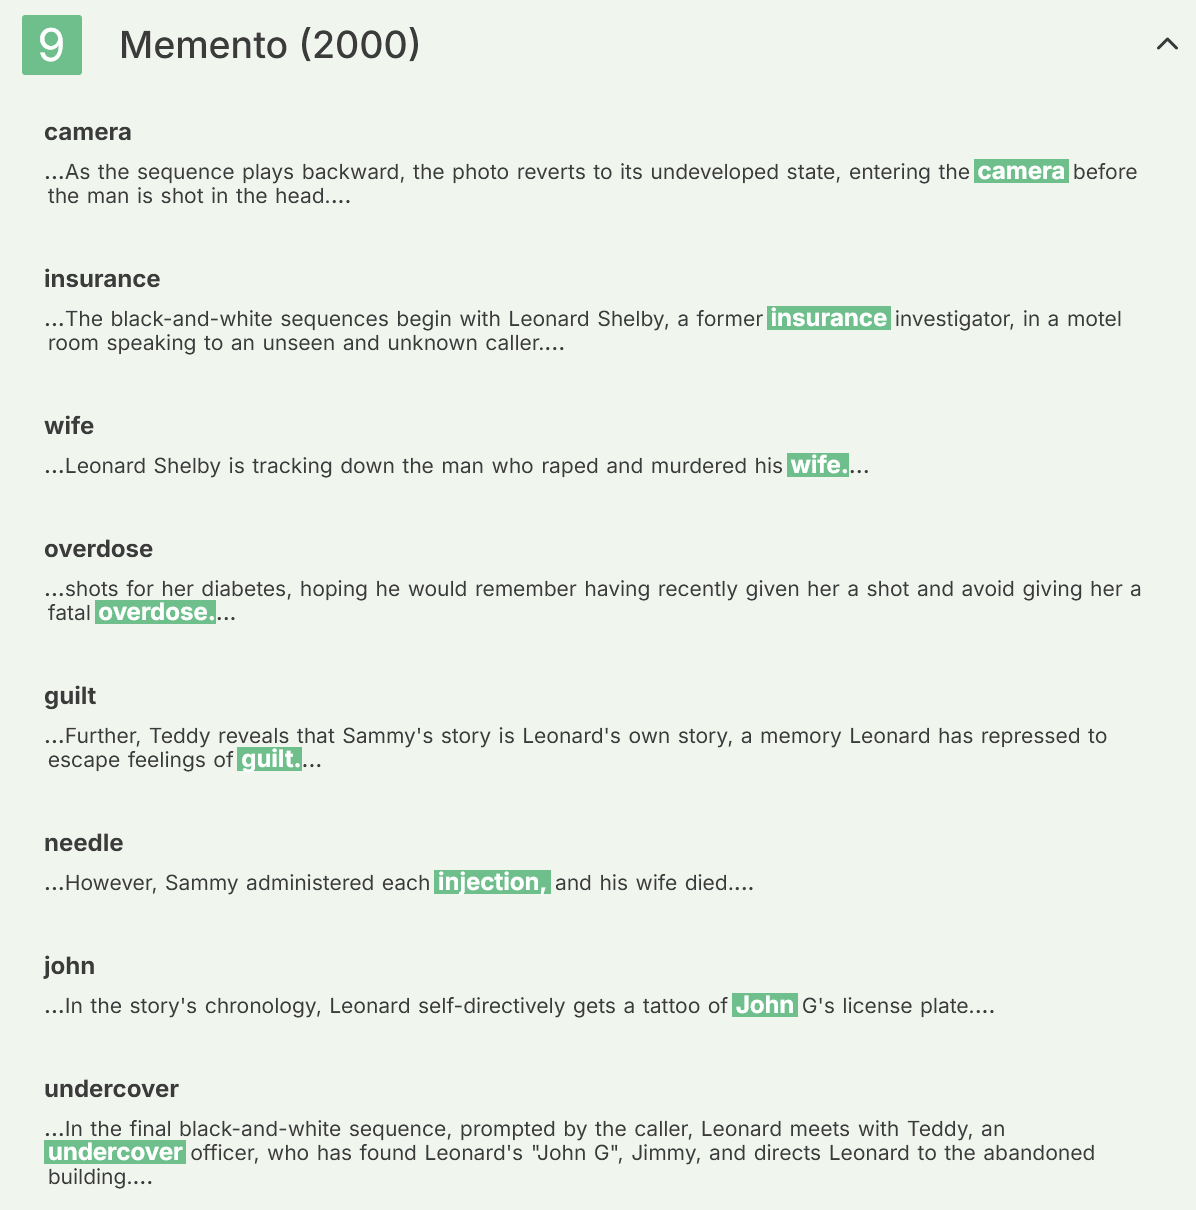 9 Memento (2000)
camera
...As the sequence plays backward, the photo reverts to its undeveloped state, entering the camera before
the man is shot in the head....
insurance
...The black-and-white sequences begin with Leonard Shelby, a former insurance investigator, in a motel
room speaking to an unseen and unknown caller....
wife
...Leonard Shelby is tracking down the man who raped and murdered his wife....
overdose
...shots for her diabetes, hoping he would remember having recently given her a shot and avoid giving her a
fatal overdose....
guilt
...Further, Teddy reveals that Sammy's story is Leonard's own story, a memory Leonard has repressed to
escape feelings of guilt....
needle
...However, Sammy administered each injection, and his wife died....
john
...In the story's chronology, Leonard self-directively gets a tattoo of John G's license plate....
undercover
...In the final black-and-white sequence, prompted by the caller, Leonard meets with Teddy, an
undercover officer, who has found Leonard's "John G", Jimmy, and directs Leonard to the abandoned
building....